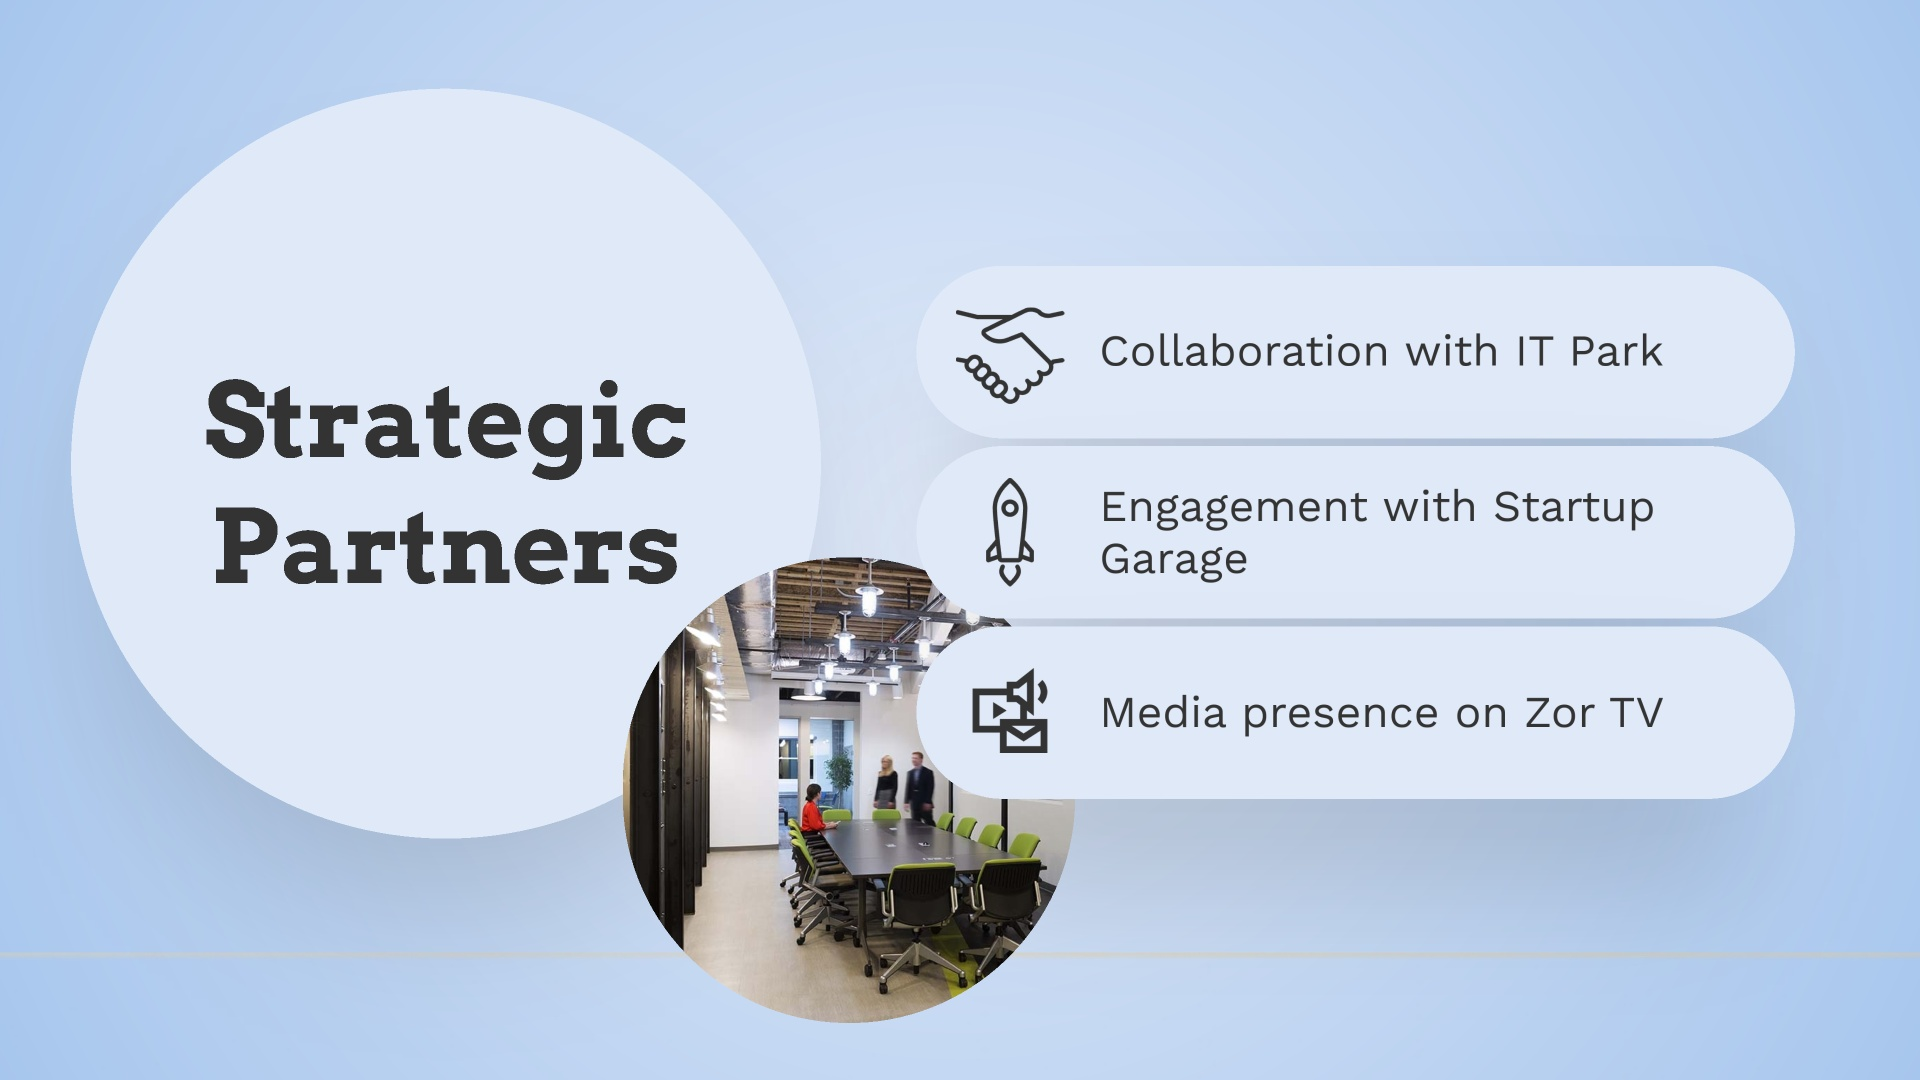 Strategic
Partners
Collaboration with IT Park
Engagement with Startup
Garage
Media presence on Zor TV